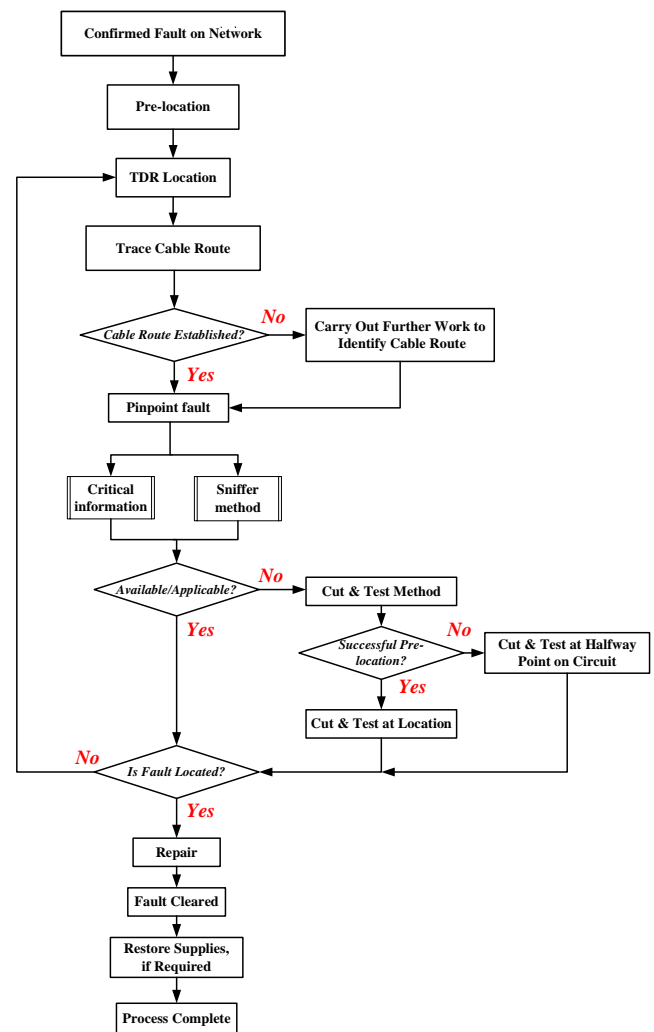 Confirmed Fault on Network
Pre-location
TDR Location
Trace Cable Route
Cable Route Established?
No
Carry Out Further Work to
Identify Cable Route
Yes
Pinpoint fault
Critical
information
Sniffer
method
Available/Applicable?
No
Cut & Test Method
Yes
Successful Pre-
location?
No
Cut & Test at Halfway
Point on Circuit
Yes
Cut & Test at Location
No
Is Fault Located?
Yes
Repair
Fault Cleared
Restore Supplies,
if Required
Process Complete